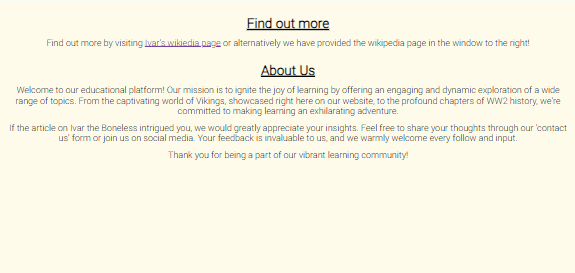 Find out more
Find out more by visiting Ivar's wikiedia page or alternatively we have provided the wikipedia page in the window to the right!
About Us
Welcome to our educational platform! Our mission is to ignite the joy of learning by offering an engaging and dynamic exploration of a wide
range of topics. From the captivating world of Vikings, showcased right here on our website, to the profound chapters of WW2 history, we're
committed to making learning an exhilarating adventure.
If the article on Ivar the Boneless intrigued you, we would greatly appreciate your insights. Feel free to share your thoughts through our 'contact
us' form or join us on social media. Your feedback is invaluable to us, and we warmly welcome every follow and input.
Thank you for being a part of our vibrant learning community!